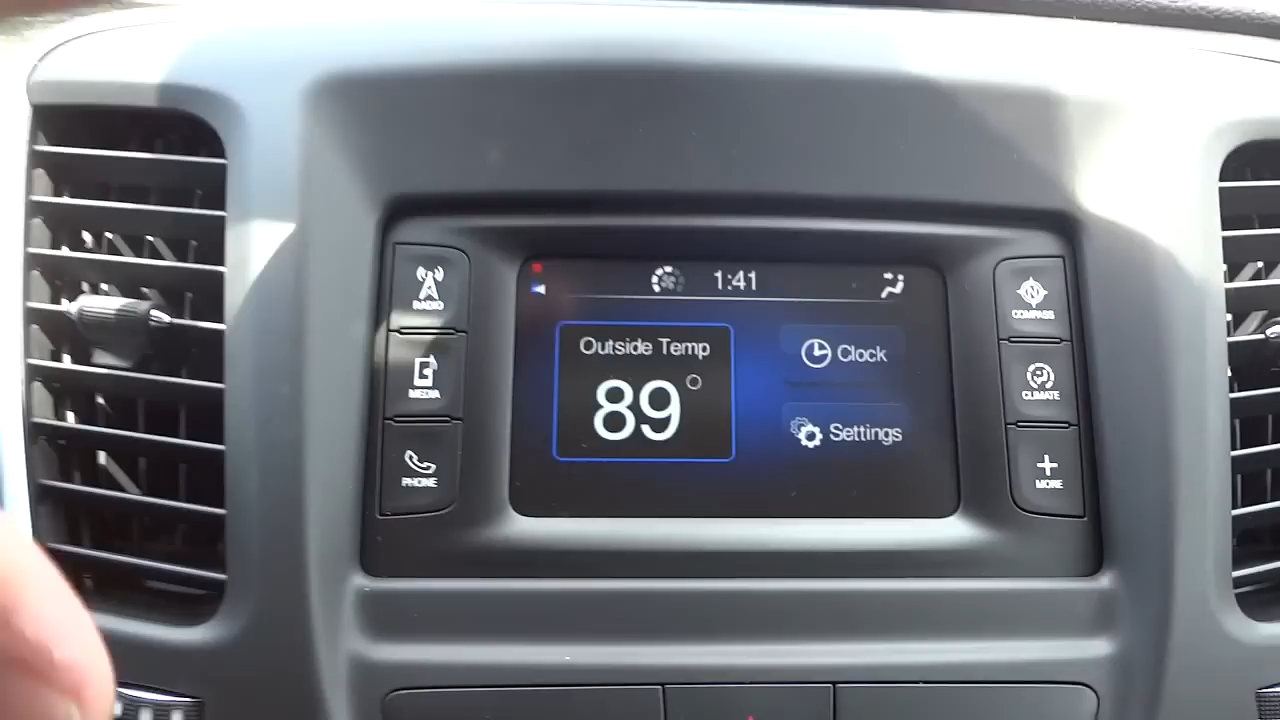 RADIO
MEDIA
PHONE
1:41
Outside Temp
89°
Clock
Settings
N
COMPASS
CLIMATE
MORE